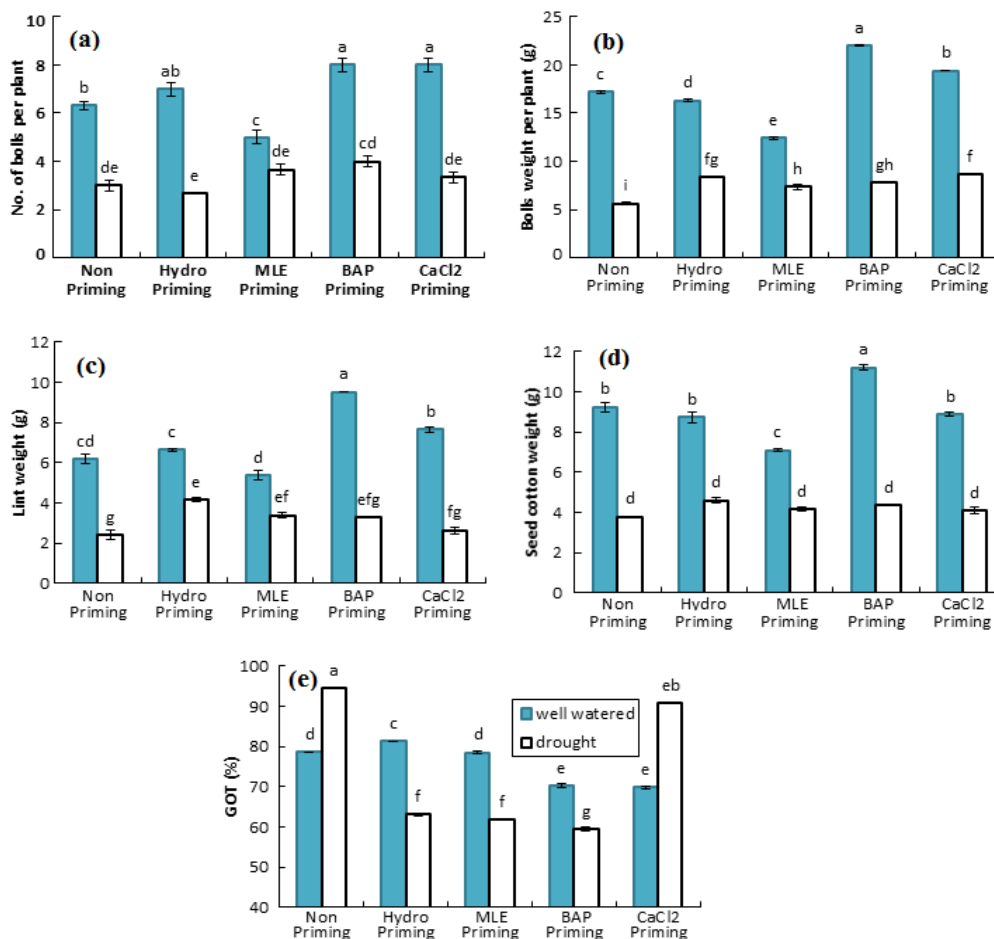 (a)
No. of bolls per plant
10
8
6
4
2
0
b
de
ab
e
c
de
a
cd
a
de
Non Priming
Hydro Priming
MLE Priming
BAP Priming
CaCl2 Priming
(b)
Bolls weight per plant (g)
25
20
15
10
5
0
c
i
d
fg
e
h
a
gh
b
f
Non Priming
Hydro Priming
MLE Priming
BAP Priming
CaCl2 Priming
(c)
Lint weight (g)
12
10
8
6
4
2
0
cd
g
c
e
d
ef
a
efg
b
fg
Non Priming
Hydro Priming
MLE Priming
BAP Priming
CaCl2 Priming
(d)
Seed cotton weight (g)
12
10
8
6
4
2
0
b
d
b
d
c
d
a
d
b
d
Non Priming
Hydro Priming
MLE Priming
BAP Priming
CaCl2 Priming
(e)
GOT (%)
100
90
80
70
60
50
40
well watered
drought
d
a
c
f
d
f
e
g
e
eb
Non Priming
Hydro Priming
MLE Priming
BAP Priming
CaCl2 Priming